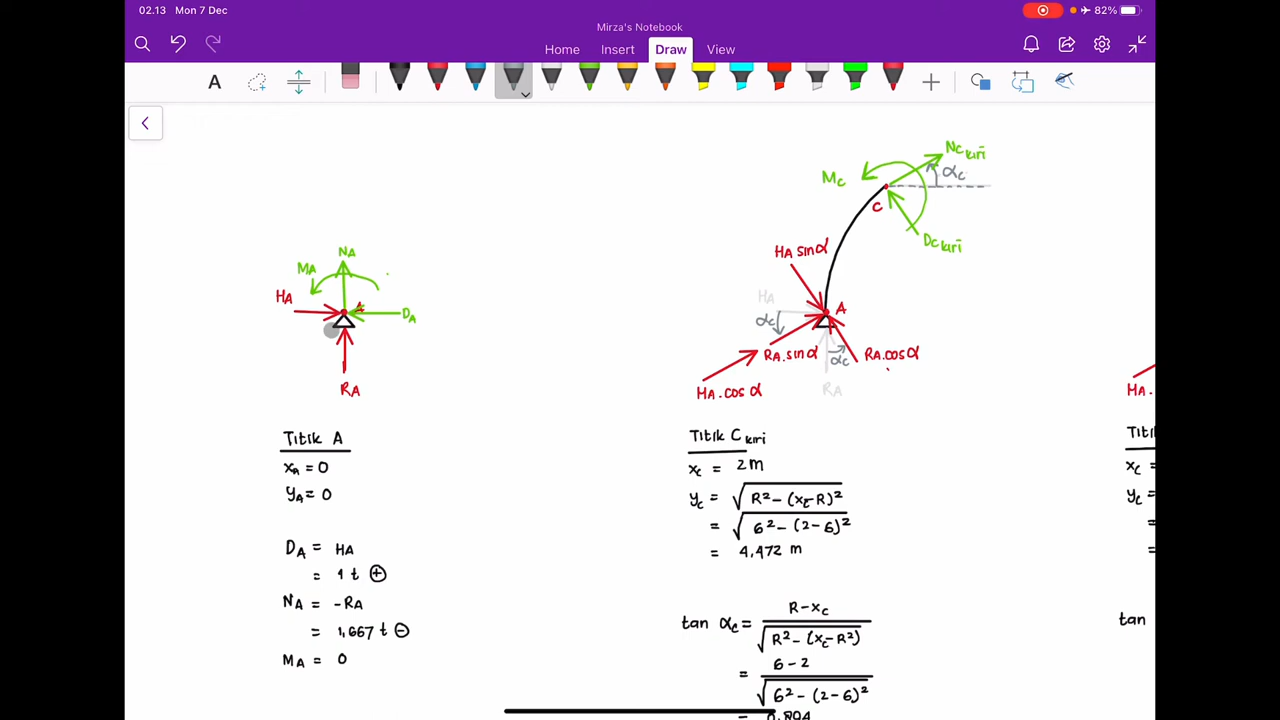 02.13 Mon 7 Dec
82%
Mirza's Notebook
Home Insert Draw View
A
NA
MA
HA
A
DA
RA
Titik A
xA = 0
yA = 0
DA = HA
= 1 t ⊕
NA = -RA
= 1,667 t ⊖
MA = 0
Nc kiri
αc
Mc
C
Dc kiri
HA sin α
HA
A
αc
RA. sin α
αc
RA. cos α
HA. cos α
RA
Titik C kiri
xc = 2 m
yc = √R² - (xc-R)²
= √6² - (2-6)²
= 4,472 m
tan αc = R-xc / √R² - (xc-R²)
= 6-2 / √6² - (2-6)²
= 0,894
HA.
Titi
xc =
yc =
=
=
tan